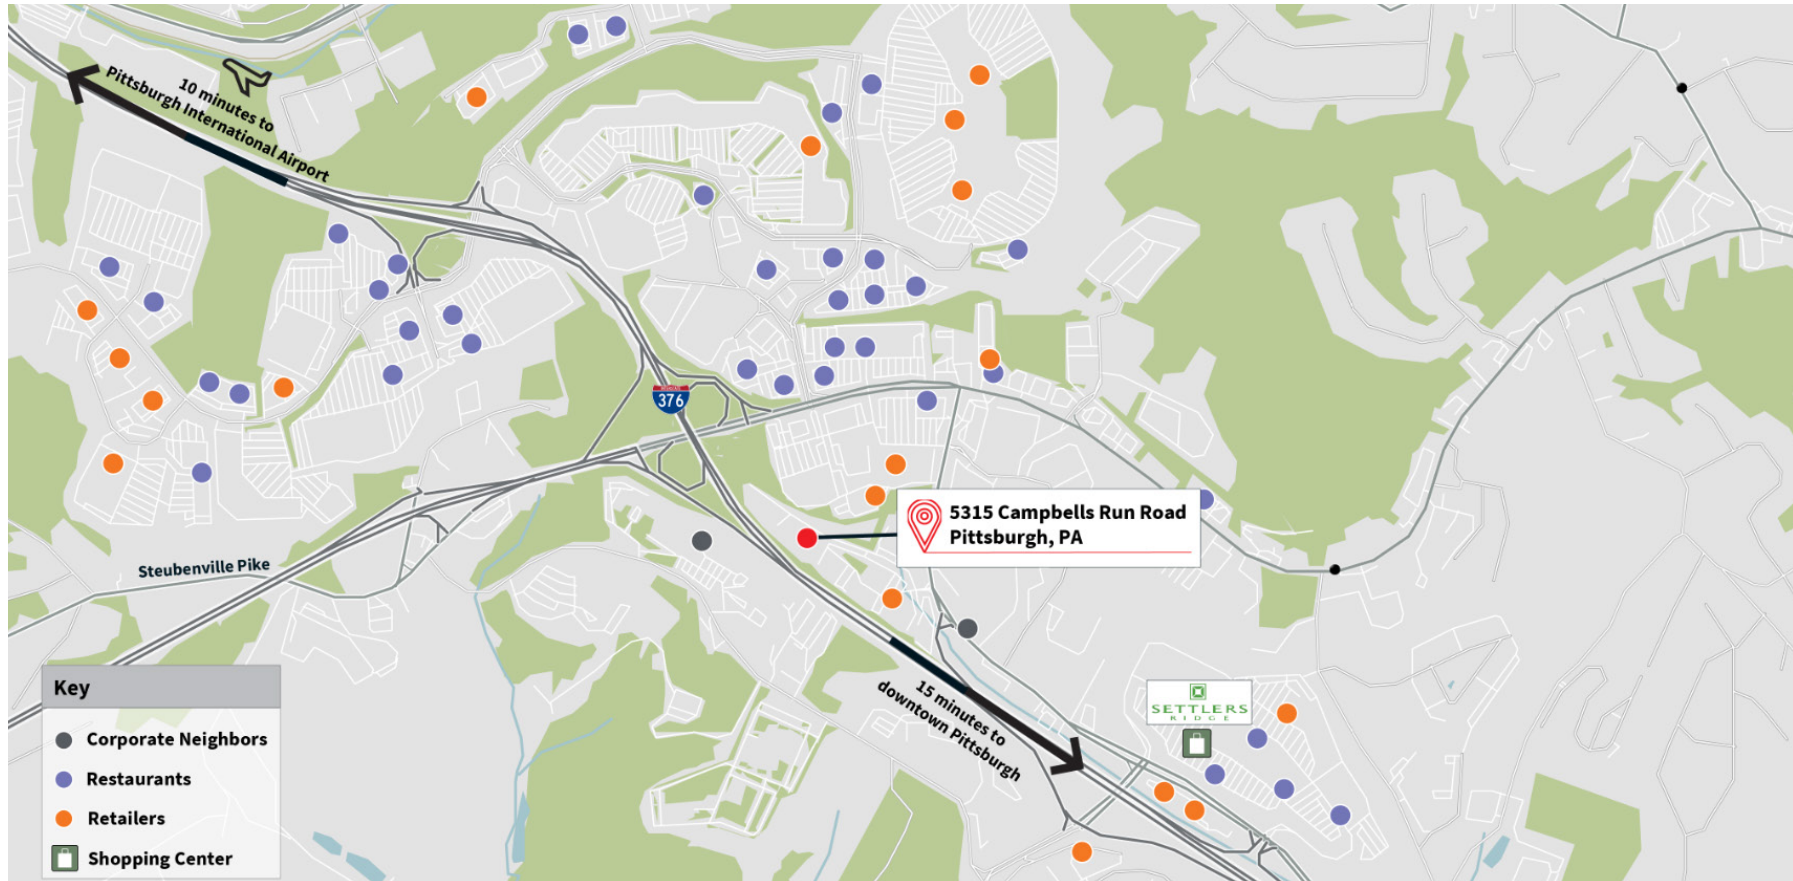 10 minutes to
Pittsburgh International Airport
INTERSTATE
376
5315 Campbells Run Road
Pittsburgh, PA
Steubenville Pike
15 minutes to
downtown Pittsburgh
SETTLERS
RIDGE
Key
Corporate Neighbors
Restaurants
Retailers
Shopping Center